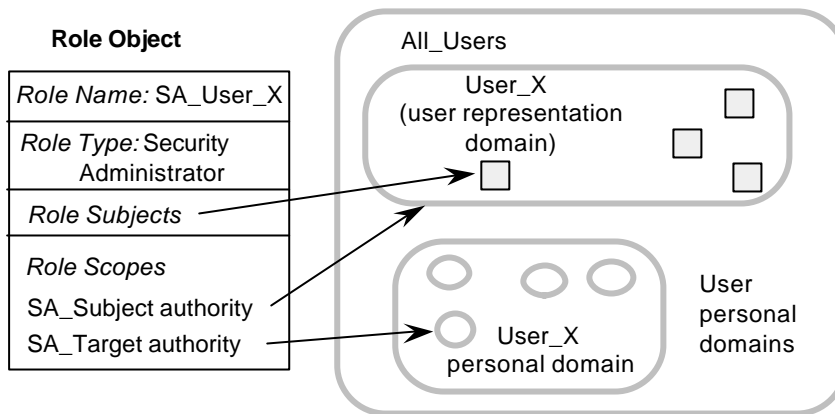 Role Object
Role Name: SA_User_X
Role Type: Security
Administrator
Role Subjects
Role Scopes
SA_Subject authority
SA_Target authority
All_Users
User_X
(user representation
domain)
User_X
personal domain
User
personal
domains